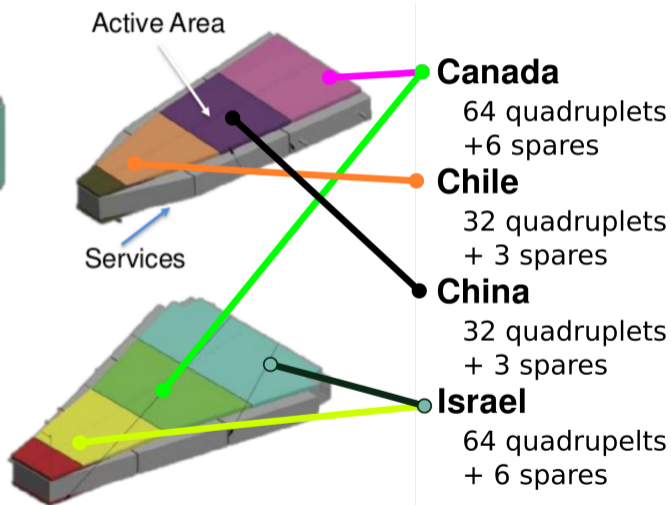 Active Area
Services
Canada
64 quadruplets
+6 spares
Chile
32 quadruplets
+ 3 spares
China
32 quadruplets
+ 3 spares
Israel
64 quadrupelts
+ 6 spares